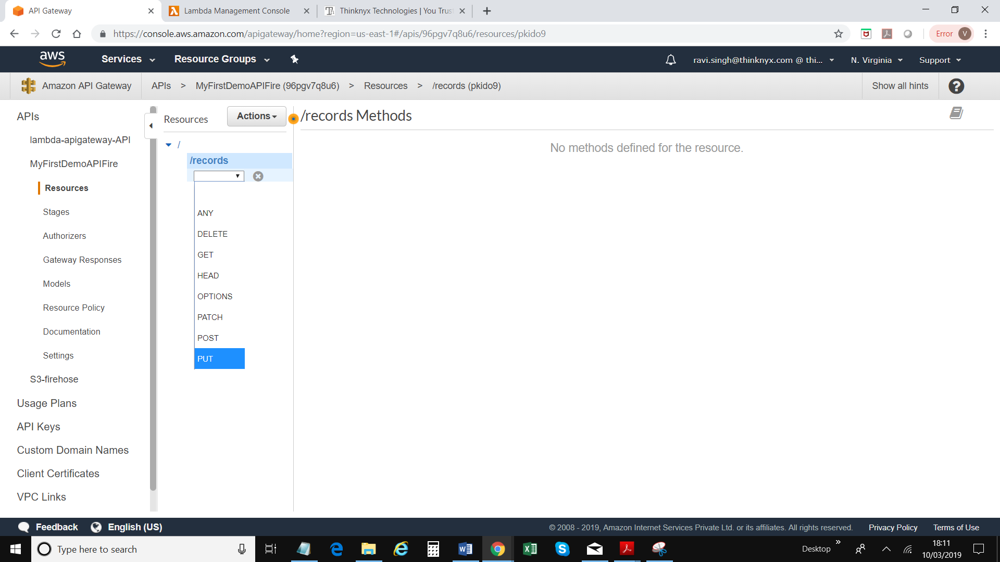 API Gateway
Lambda Management Console
Thinknyx Technologies | You Trus
https://console.aws.amazon.com/apigateway/home?region=us-east-1#/apis/96pgv7q8u6/resources/pkido9
Error V
aws
Services
Resource Groups
ravi.singh@thinknyx.com @ thi...
N. Virginia
Support
Amazon API Gateway
APIs > MyFirstDemoAPIFire (96pgv7q8u6) > Resources > /records (pkido9)
Show all hints
?
APIs
lambda-apigateway-API
MyFirstDemoAPIFire
Resources
Stages
Authorizers
Gateway Responses
Models
Resource Policy
Documentation
Settings
S3-firehose
Usage Plans
API Keys
Custom Domain Names
Client Certificates
VPC Links
Resources
Actions
/
/records
ANY
DELETE
GET
HEAD
OPTIONS
PATCH
POST
PUT
/records Methods
No methods defined for the resource.
Feedback
English (US)
© 2008 - 2019, Amazon Internet Services Private Ltd. or its affiliates. All rights reserved.
Privacy Policy
Terms of Use
Type here to search
Desktop
18:11
10/03/2019